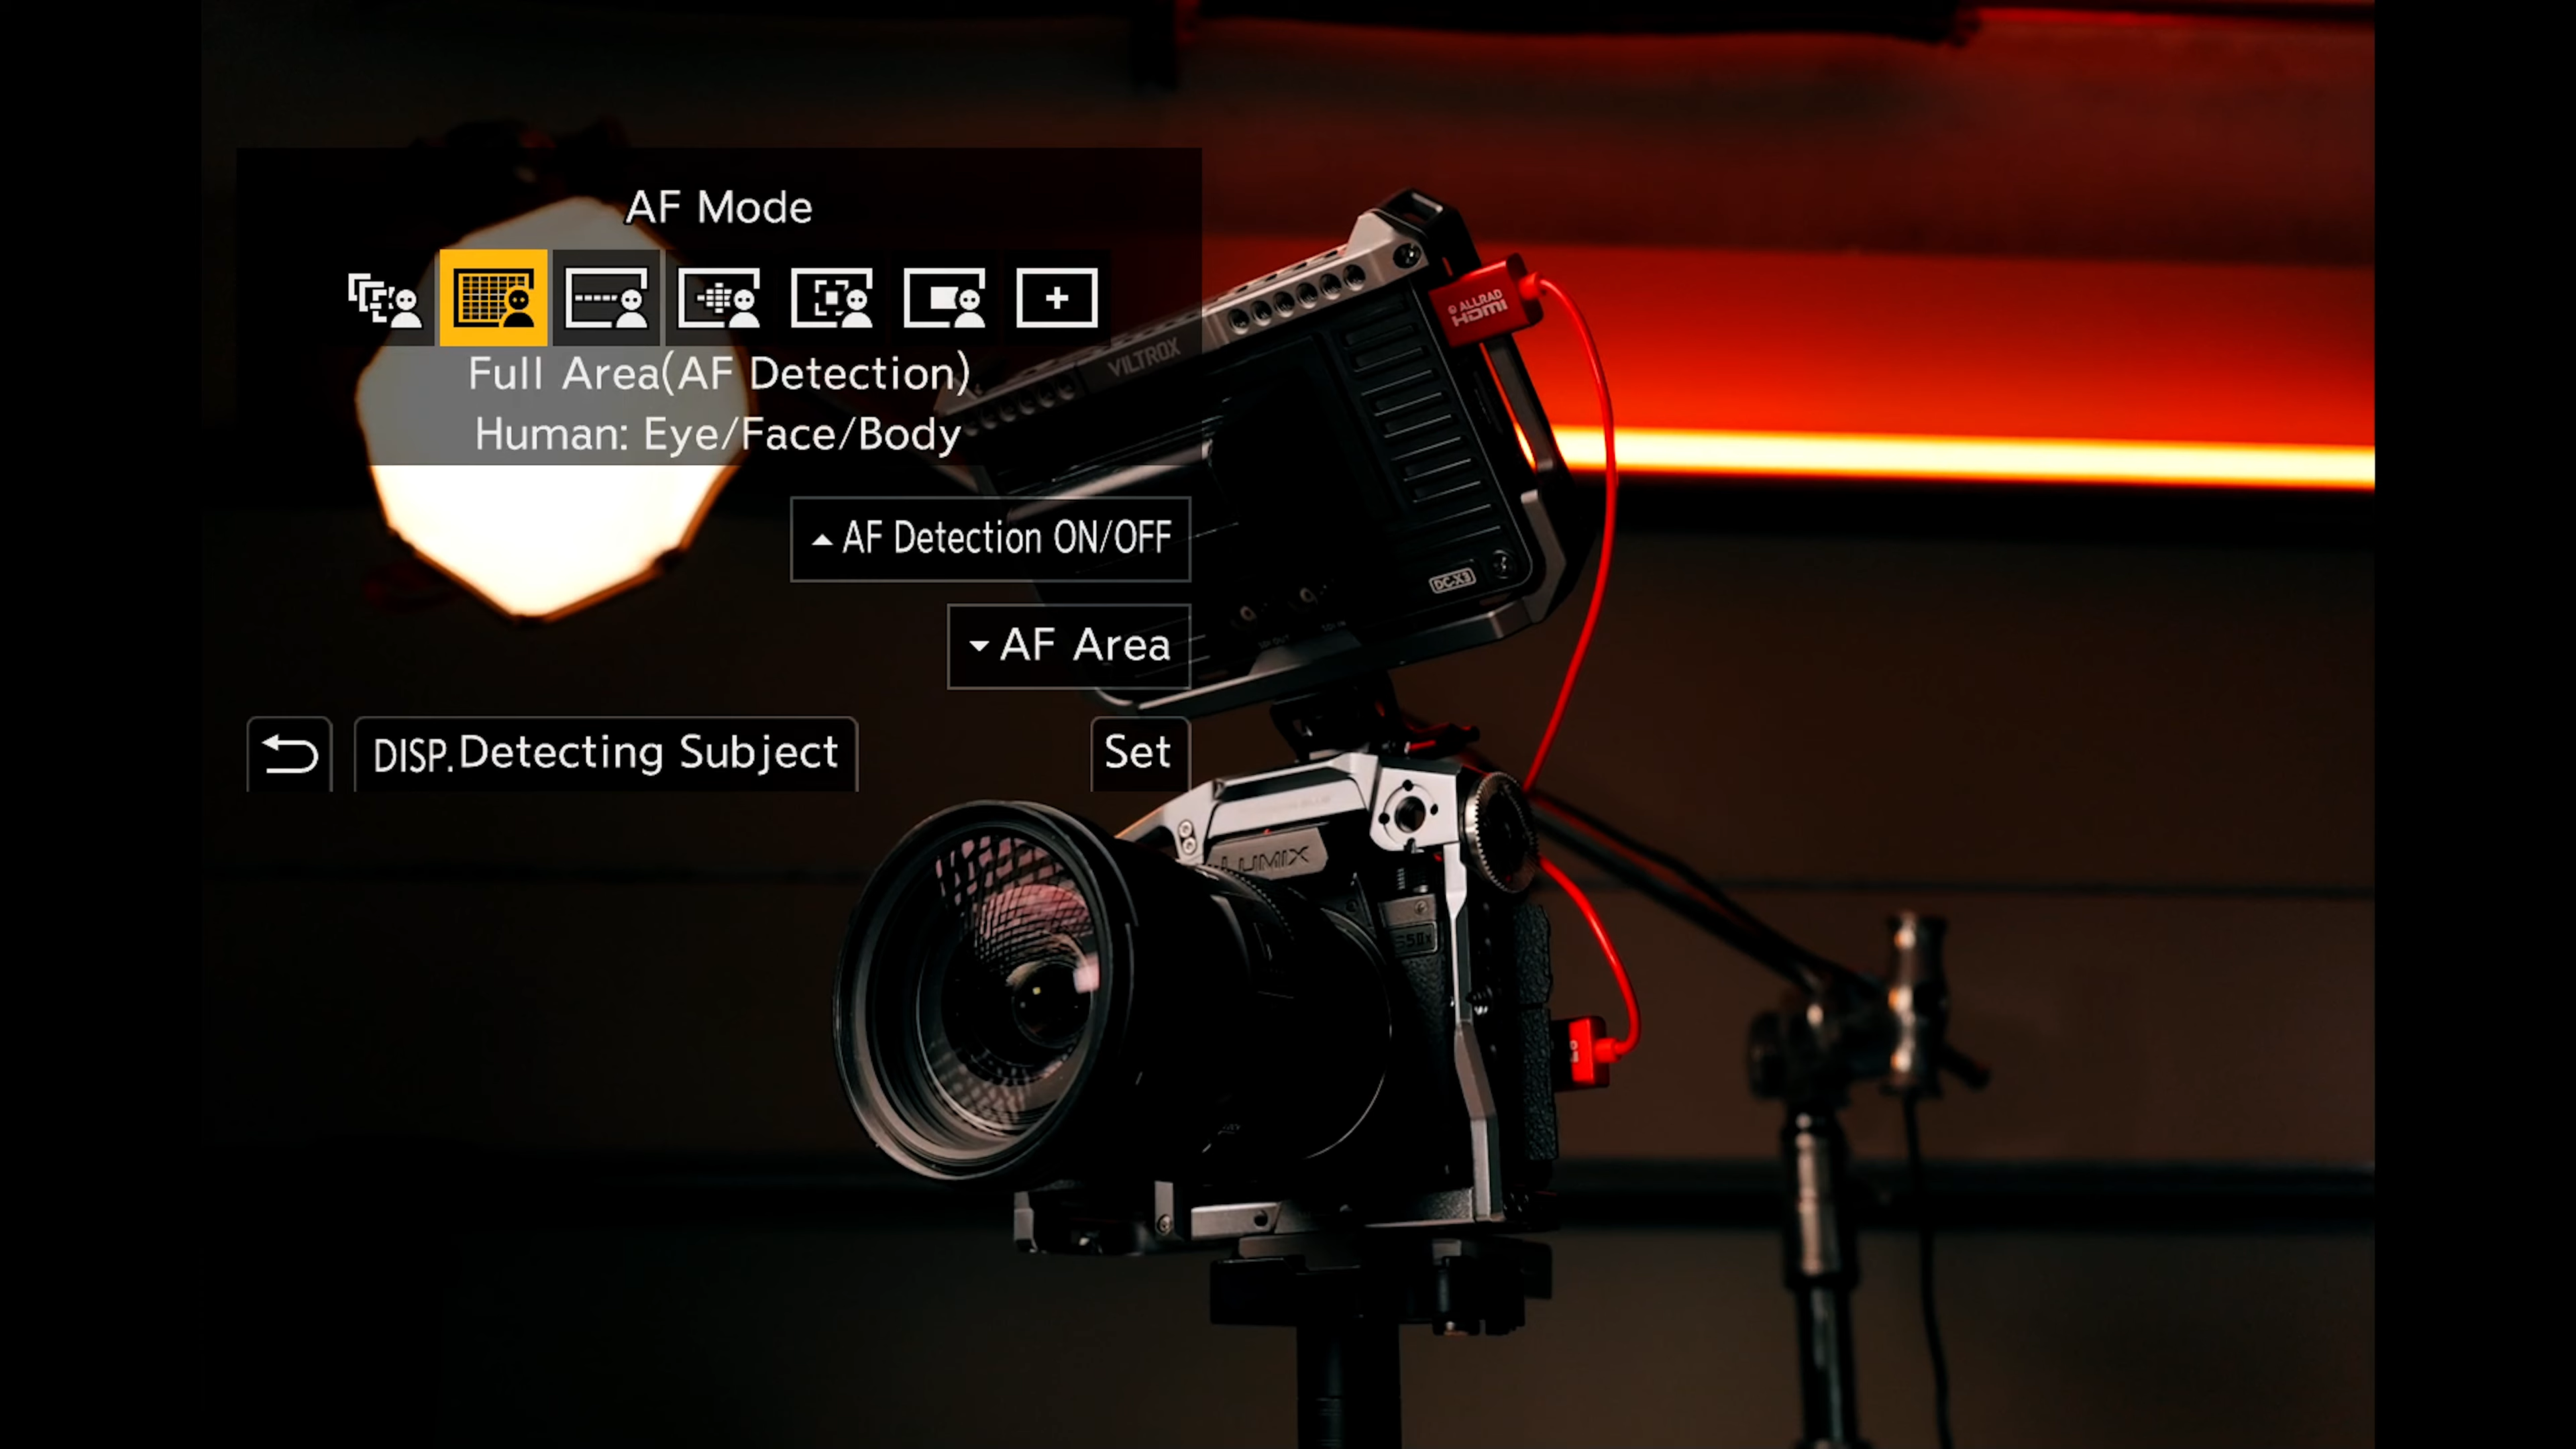 AF Mode
Full Area(AF Detection)
Human: Eye/Face/Body
AF Detection ON/OFF
AF Area
DISP.Detecting Subject
Set
ALLRAD
HDMI
VILTROX
DC-X3
LUMIX
S5IIX